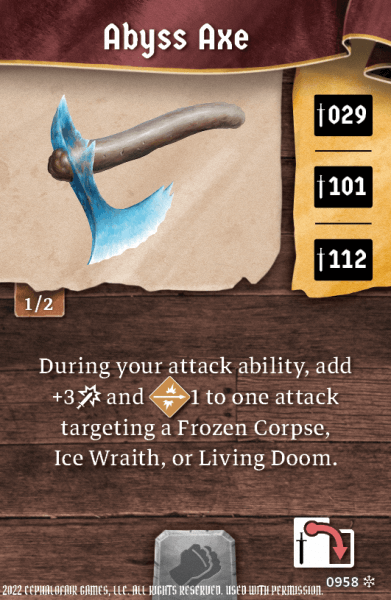 Abyss Axe
029
101
112
1/2
During your attack ability, add
+3 and 1 to one attack
targeting a Frozen Corpse,
Ice Wraith, or Living Doom.
0958
2022 CEPHALOFAIR GAMES, LLC. ALL RIGHTS RESERVED. USED WITH PERMISSION.